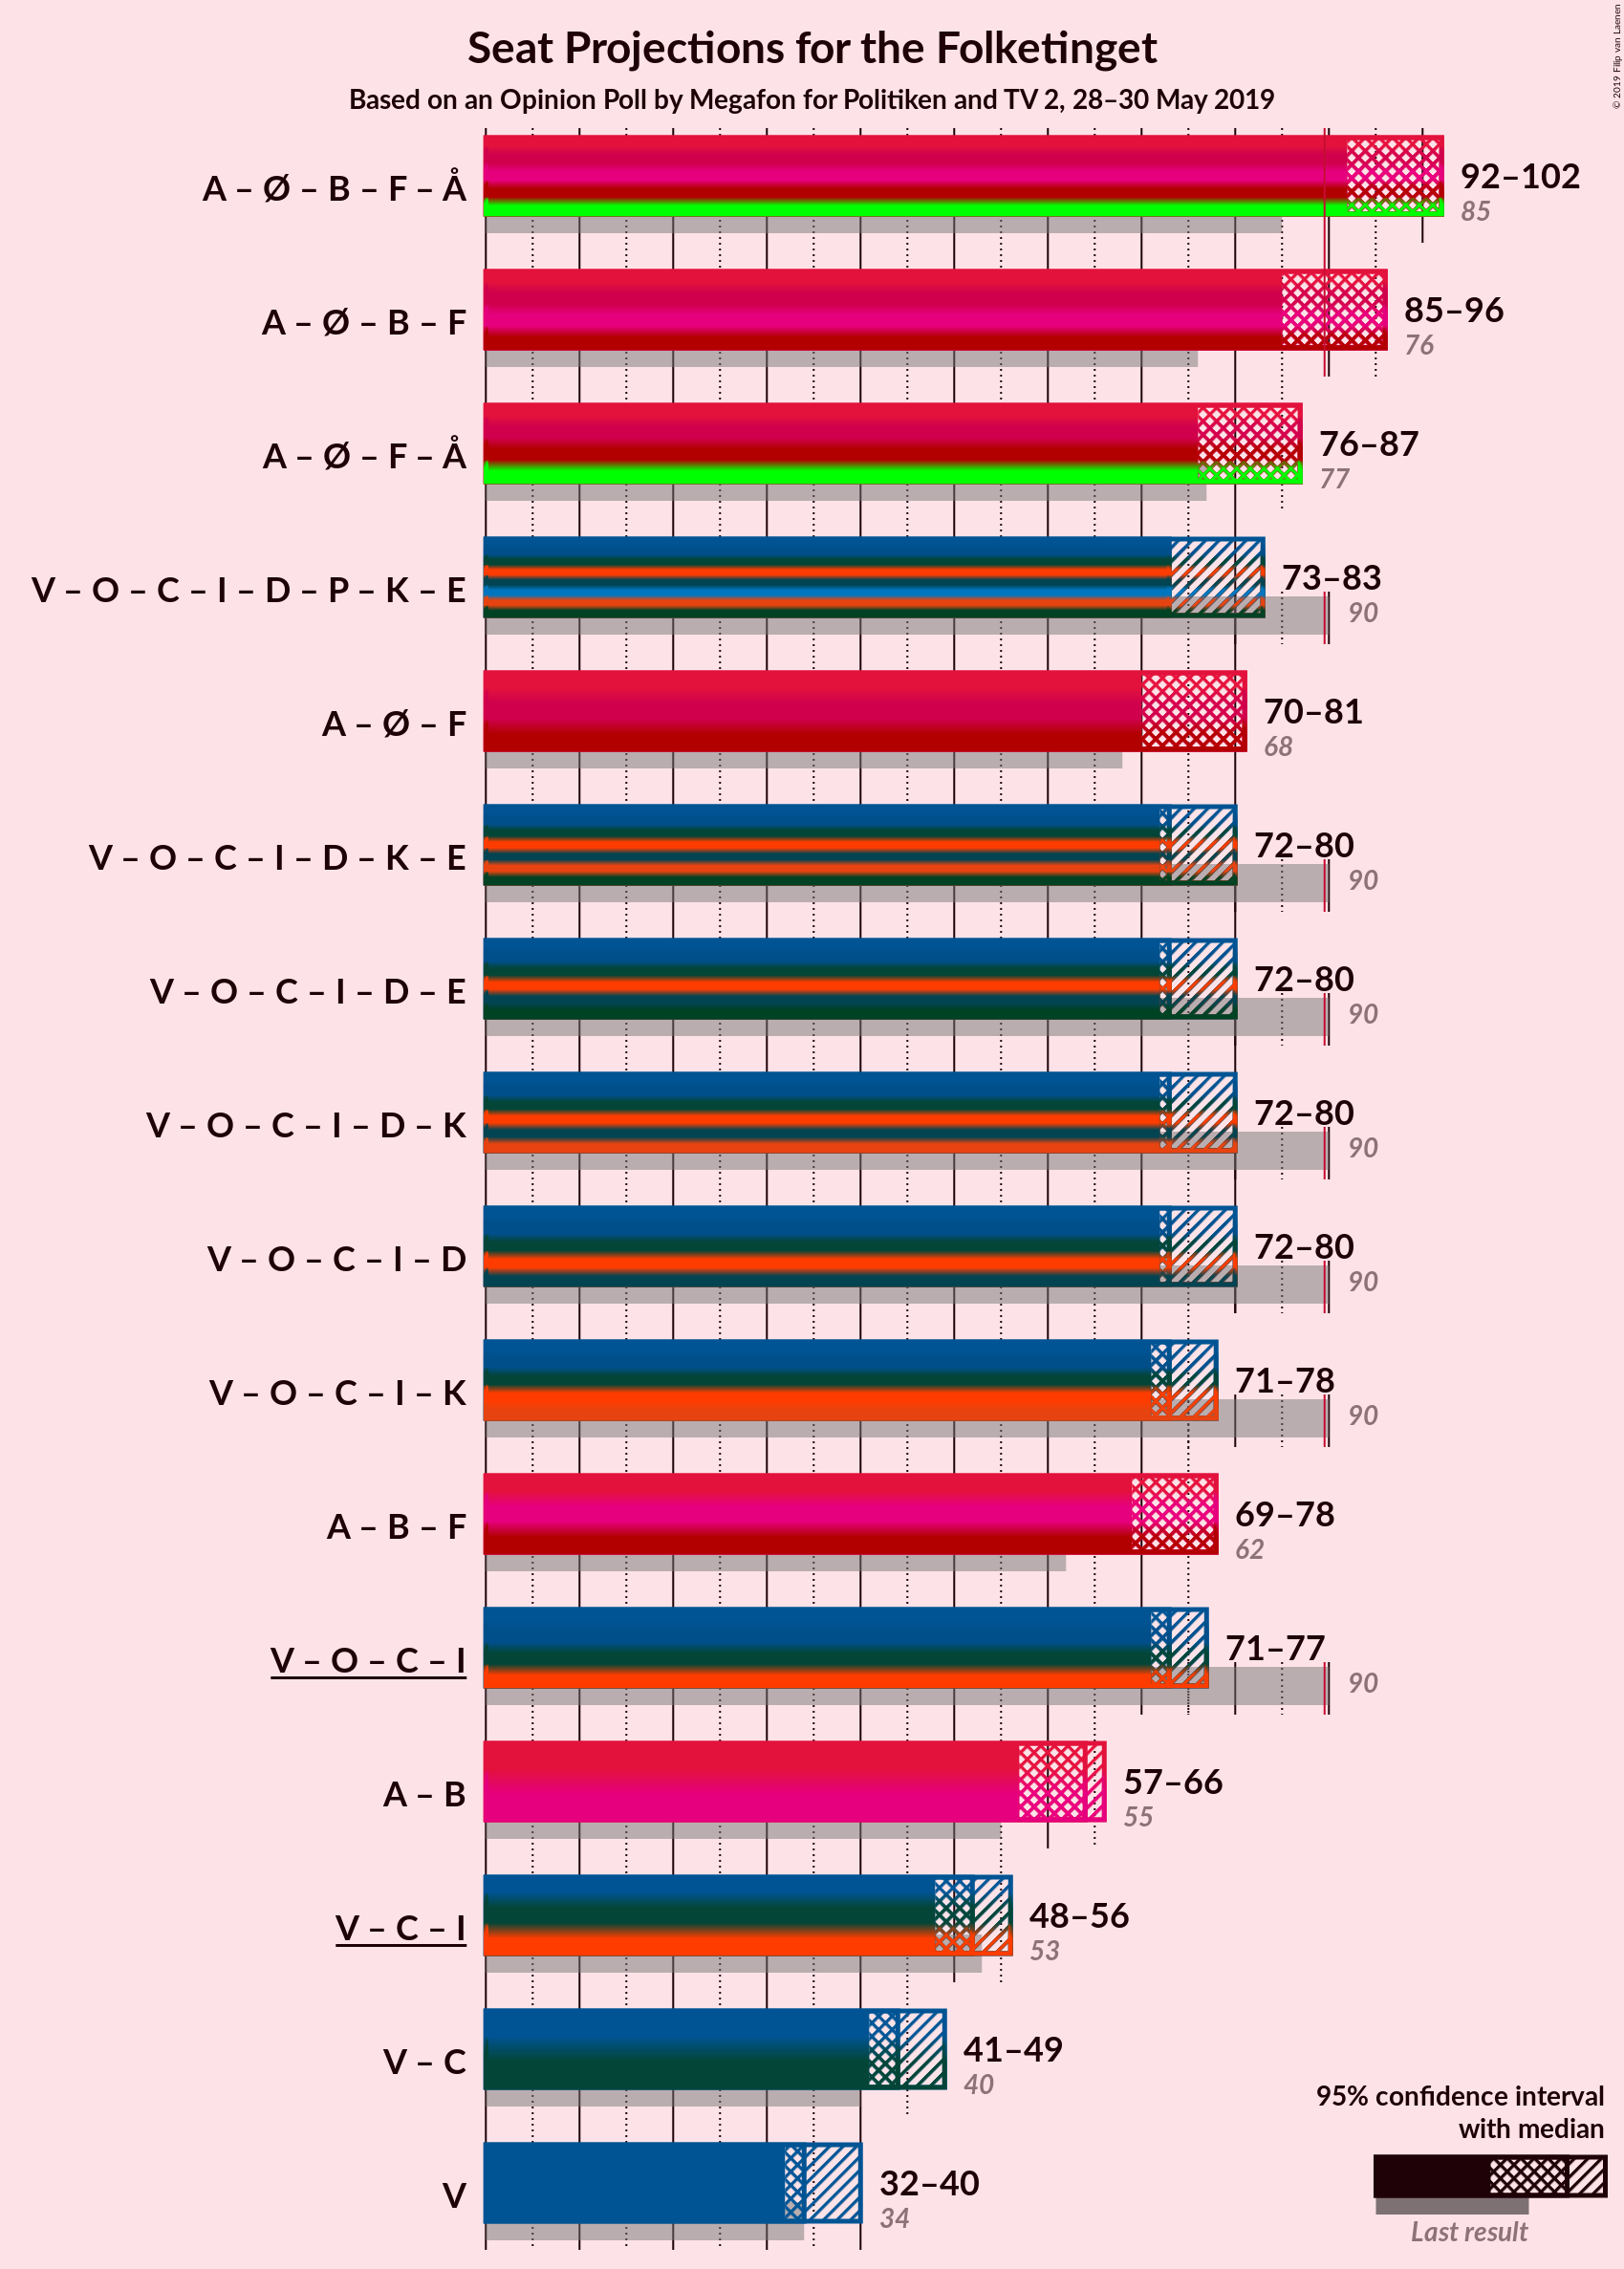 Seat Projections for the Folketinget
Based on an Opinion Poll by Megafon for Politiken and TV 2, 28–30 May 2019
© 2019 Filip van Laenen
A – Ø – B – F – Å
92–102
85
A – Ø – B – F
85–96
76
A – Ø – F – Å
76–87
77
V – O – C – I – D – P – K – E
73–83
90
A – Ø – F
70–81
68
V – O – C – I – D – K – E
72–80
90
V – O – C – I – D – E
72–80
90
V – O – C – I – D – K
72–80
90
V – O – C – I – D
72–80
90
V – O – C – I – K
71–78
90
A – B – F
69–78
62
V – O – C – I
71–77
90
A – B
57–66
55
V – C – I
48–56
53
V – C
41–49
40
V
32–40
34
95% confidence interval
with median
Last result